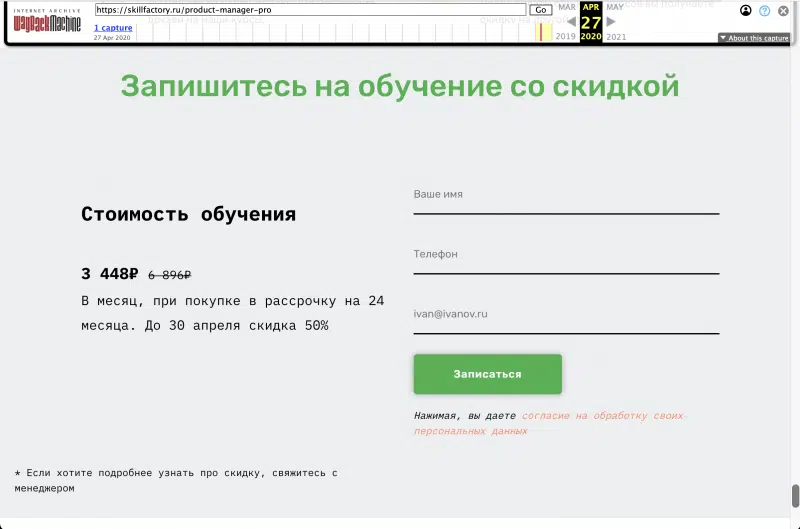 INTERNET ARCHIVE
WayBackMachine
https://skillfactory.ru/product-manager-pro
Go
1 capture
27 Apr 2020
MAR APR MAY
27
2019 2020 2021
About this capture
Запишитесь на обучение со скидкой
Стоимость обучения
3 448₽ 6 896₽
В месяц, при покупке в рассрочку на 24
месяца. До 30 апреля скидка 50%
Ваше имя
Телефон
ivan@ivanov.ru
Записаться
Нажимая, вы даете согласие на обработку своих
персональных данных
* Если хотите подробнее узнать про скидку, свяжитесь с
менеджером